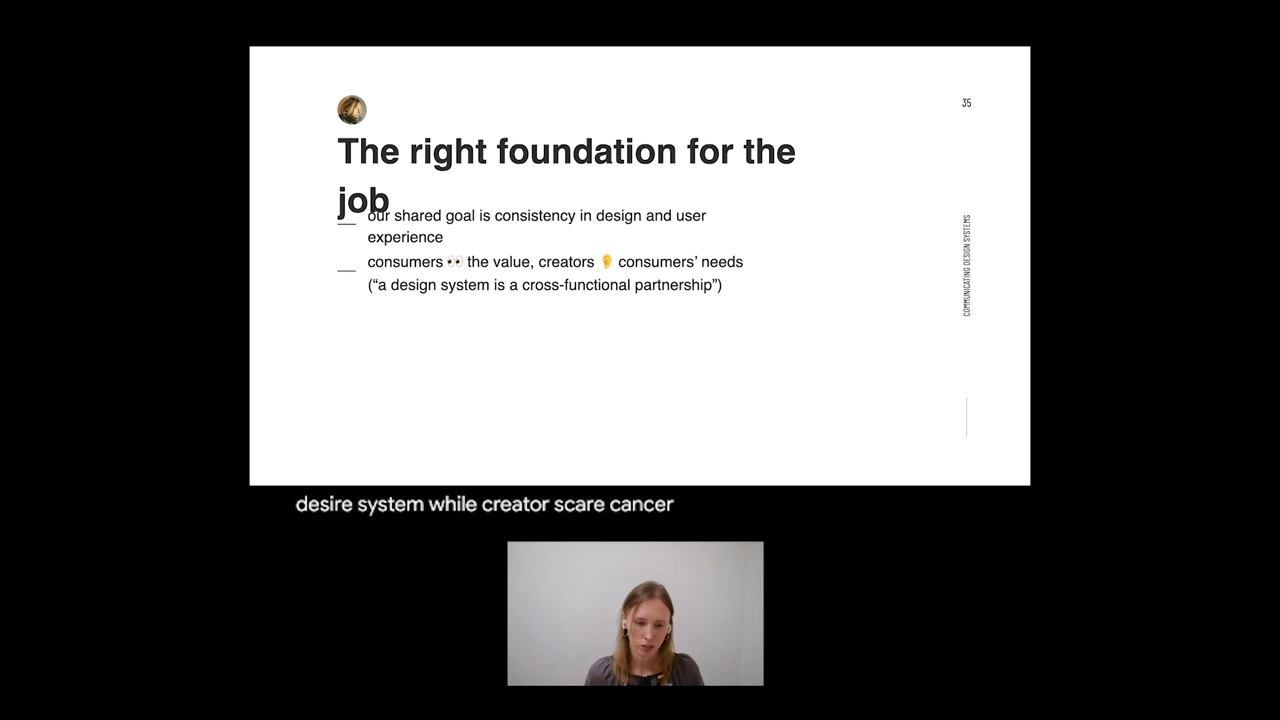 35
The right foundation for the
job
our shared goal is consistency in design and user
experience
consumers 👀 the value, creators 👂 consumers’ needs
(“a design system is a cross-functional partnership”)
COMMUNICATING DESIGN SYSTEMS
desire system while creator scare cancer